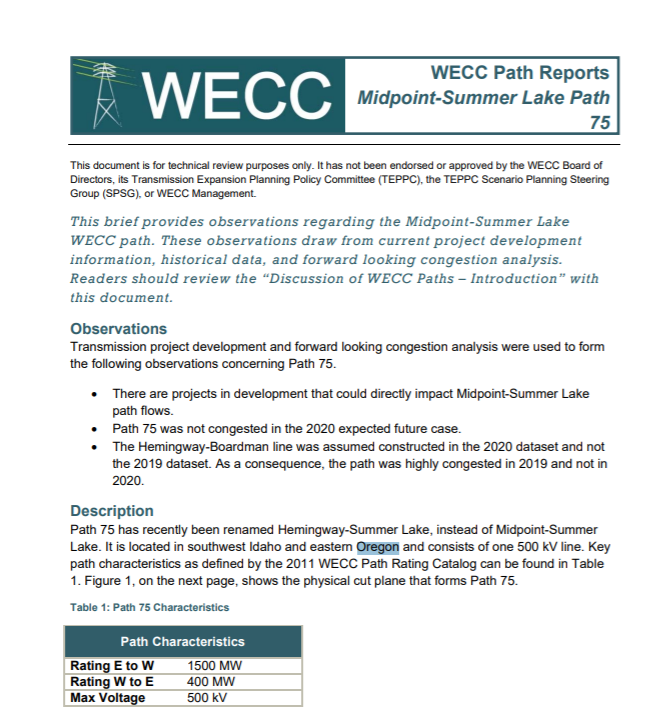 WECC
WECC Path Reports
Midpoint-Summer Lake Path
75
This document is for technical review purposes only. It has not been endorsed or approved by the WECC Board of
Directors, its Transmission Expansion Planning Policy Committee (TEPPC), the TEPPC Scenario Planning Steering
Group (SPSG), or WECC Management.
This brief provides observations regarding the Midpoint-Summer Lake
WECC path. These observations draw from current project development
information, historical data, and forward looking congestion analysis.
Readers should review the “Discussion of WECC Paths – Introduction” with
this document.
Observations
Transmission project development and forward looking congestion analysis were used to form
the following observations concerning Path 75.
• There are projects in development that could directly impact Midpoint-Summer Lake
path flows.
• Path 75 was not congested in the 2020 expected future case.
• The Hemingway-Boardman line was assumed constructed in the 2020 dataset and not
the 2019 dataset. As a consequence, the path was highly congested in 2019 and not in
2020.
Description
Path 75 has recently been renamed Hemingway-Summer Lake, instead of Midpoint-Summer
Lake. It is located in southwest Idaho and eastern Oregon and consists of one 500 kV line. Key
path characteristics as defined by the 2011 WECC Path Rating Catalog can be found in Table
1. Figure 1, on the next page, shows the physical cut plane that forms Path 75.
Table 1: Path 75 Characteristics
Path Characteristics
Rating E to W 1500 MW
Rating W to E 400 MW
Max Voltage 500 kV